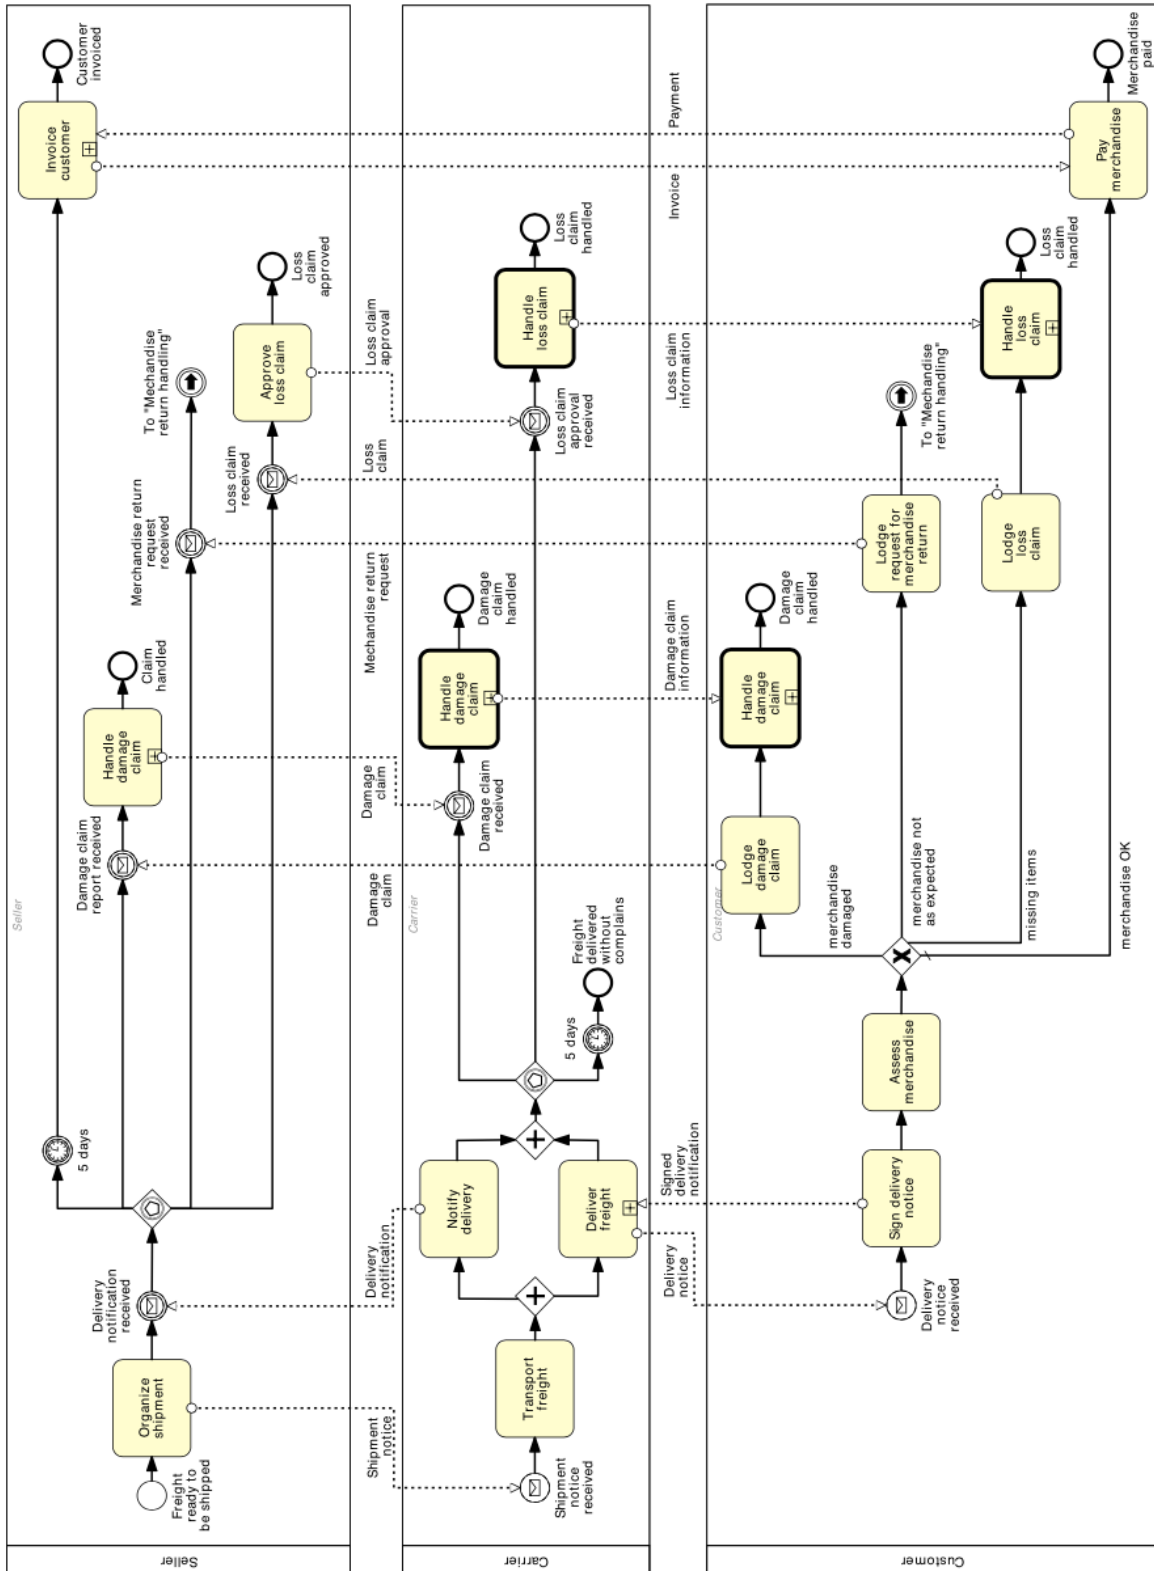 Seller
Seller
Freight
ready to
be shipped
Organize
shipment
Delivery
notification
received
5 days
Damage claim
report received
Handle
damage
claim
Claim
handled
Merchandise return
request
received
To "Mechandise
return handling"
Loss claim
received
Approve
loss claim
Loss
claim
approved
Invoice
customer
Customer
invoiced
Shipment
notice
Delivery
notification
Damage
claim
Damage
claim
Mechandise return
request
Loss
claim
Loss claim
approval
Invoice
Payment
Carrier
Carrier
Shipment
notice
received
Transport
freight
Notify
delivery
Deliver
freight
5 days
Freight
delivered
without
complains
Damage claim
received
Handle
damage
claim
Damage
claim
handled
Loss claim
approval
received
Handle
loss claim
Loss
claim
handled
Delivery
notice
Signed
delivery
notification
Damage claim
information
Loss claim
information
Customer
Customer
Delivery
notice
received
Sign delivery
notice
Assess
merchandise
merchandise
damaged
merchandise not
as expected
missing items
merchandise OK
Lodge
damage
claim
Handle
damage
claim
Damage
claim
handled
Lodge
request for
merchandise
return
To "Mechandise
return handling"
Lodge
loss
claim
Handle
loss
claim
Loss
claim
handled
Pay
merchandise
Merchandise
paid